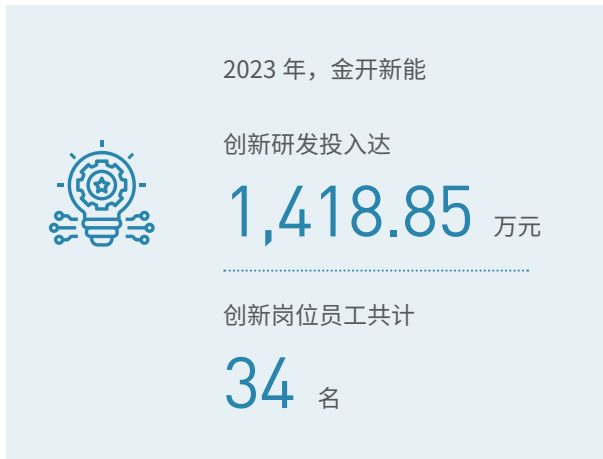 2023 年，金开新能
创新研发投入达
1,418.85 万元
创新岗位员工共计
34 名